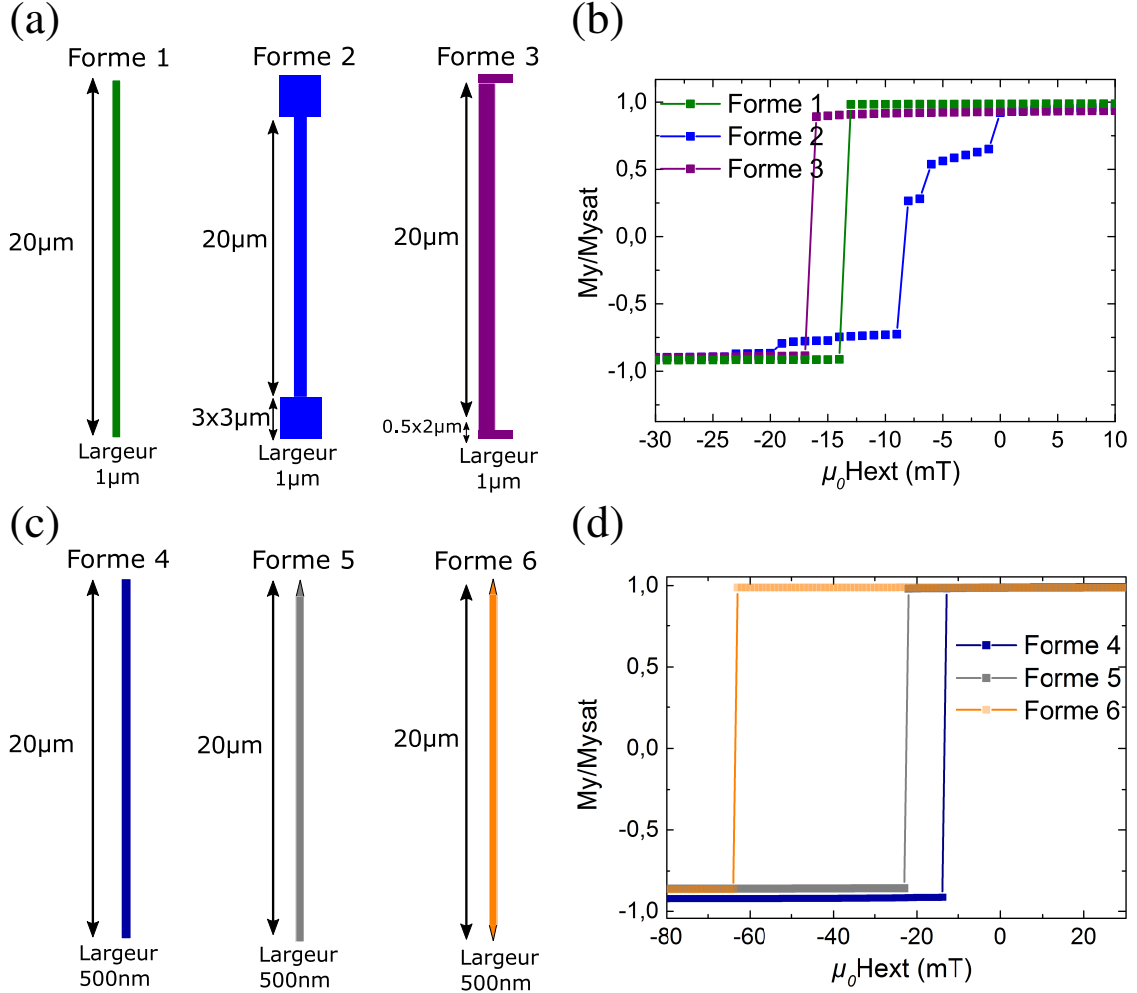 (a)
Forme 1
Forme 2
Forme 3
20µm
20µm
20µm
3x3µm
0.5x2µm
Largeur
1µm
Largeur
1µm
Largeur
1µm
(b)
1,0
0,5
0,0
-0,5
-1,0
My/Mysat
Forme 1
Forme 2
Forme 3
-30 -25 -20 -15 -10 -5 0 5 10
µ0Hext (mT)
(c)
Forme 4
Forme 5
Forme 6
20µm
20µm
20µm
Largeur
500nm
Largeur
500nm
Largeur
500nm
(d)
1,0
0,5
0,0
-0,5
-1,0
My/Mysat
Forme 4
Forme 5
Forme 6
-80 -60 -40 -20 0 20
µ0Hext (mT)